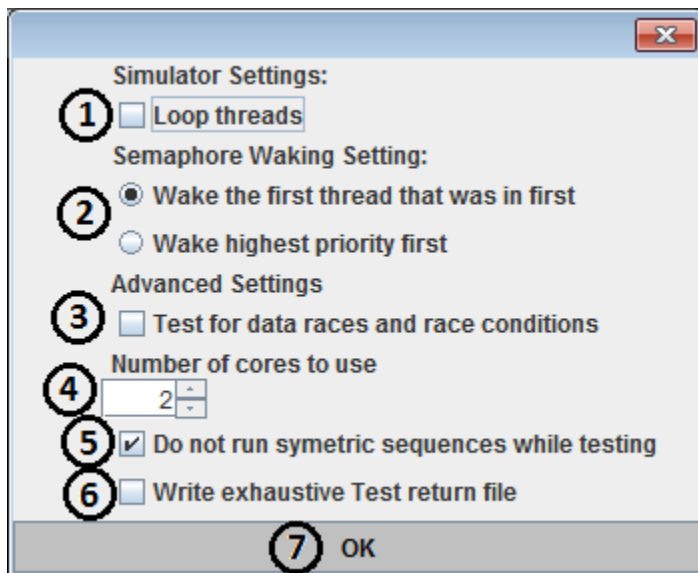 Simulator Settings:
1 Loop threads
Semaphore Waking Setting:
2 Wake the first thread that was in first
Wake highest priority first
Advanced Settings
3 Test for data races and race conditions
Number of cores to use
4 2
5 Do not run symetric sequences while testing
6 Write exhaustive Test return file
7 OK